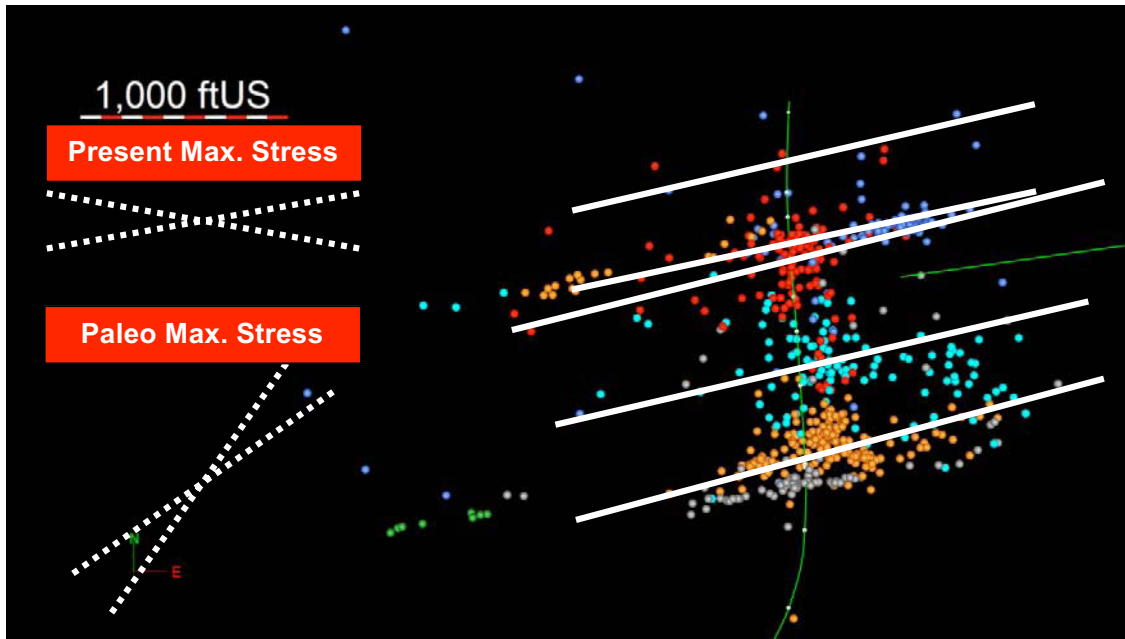 1,000 ftUS
Present Max. Stress
Paleo Max. Stress
N
E